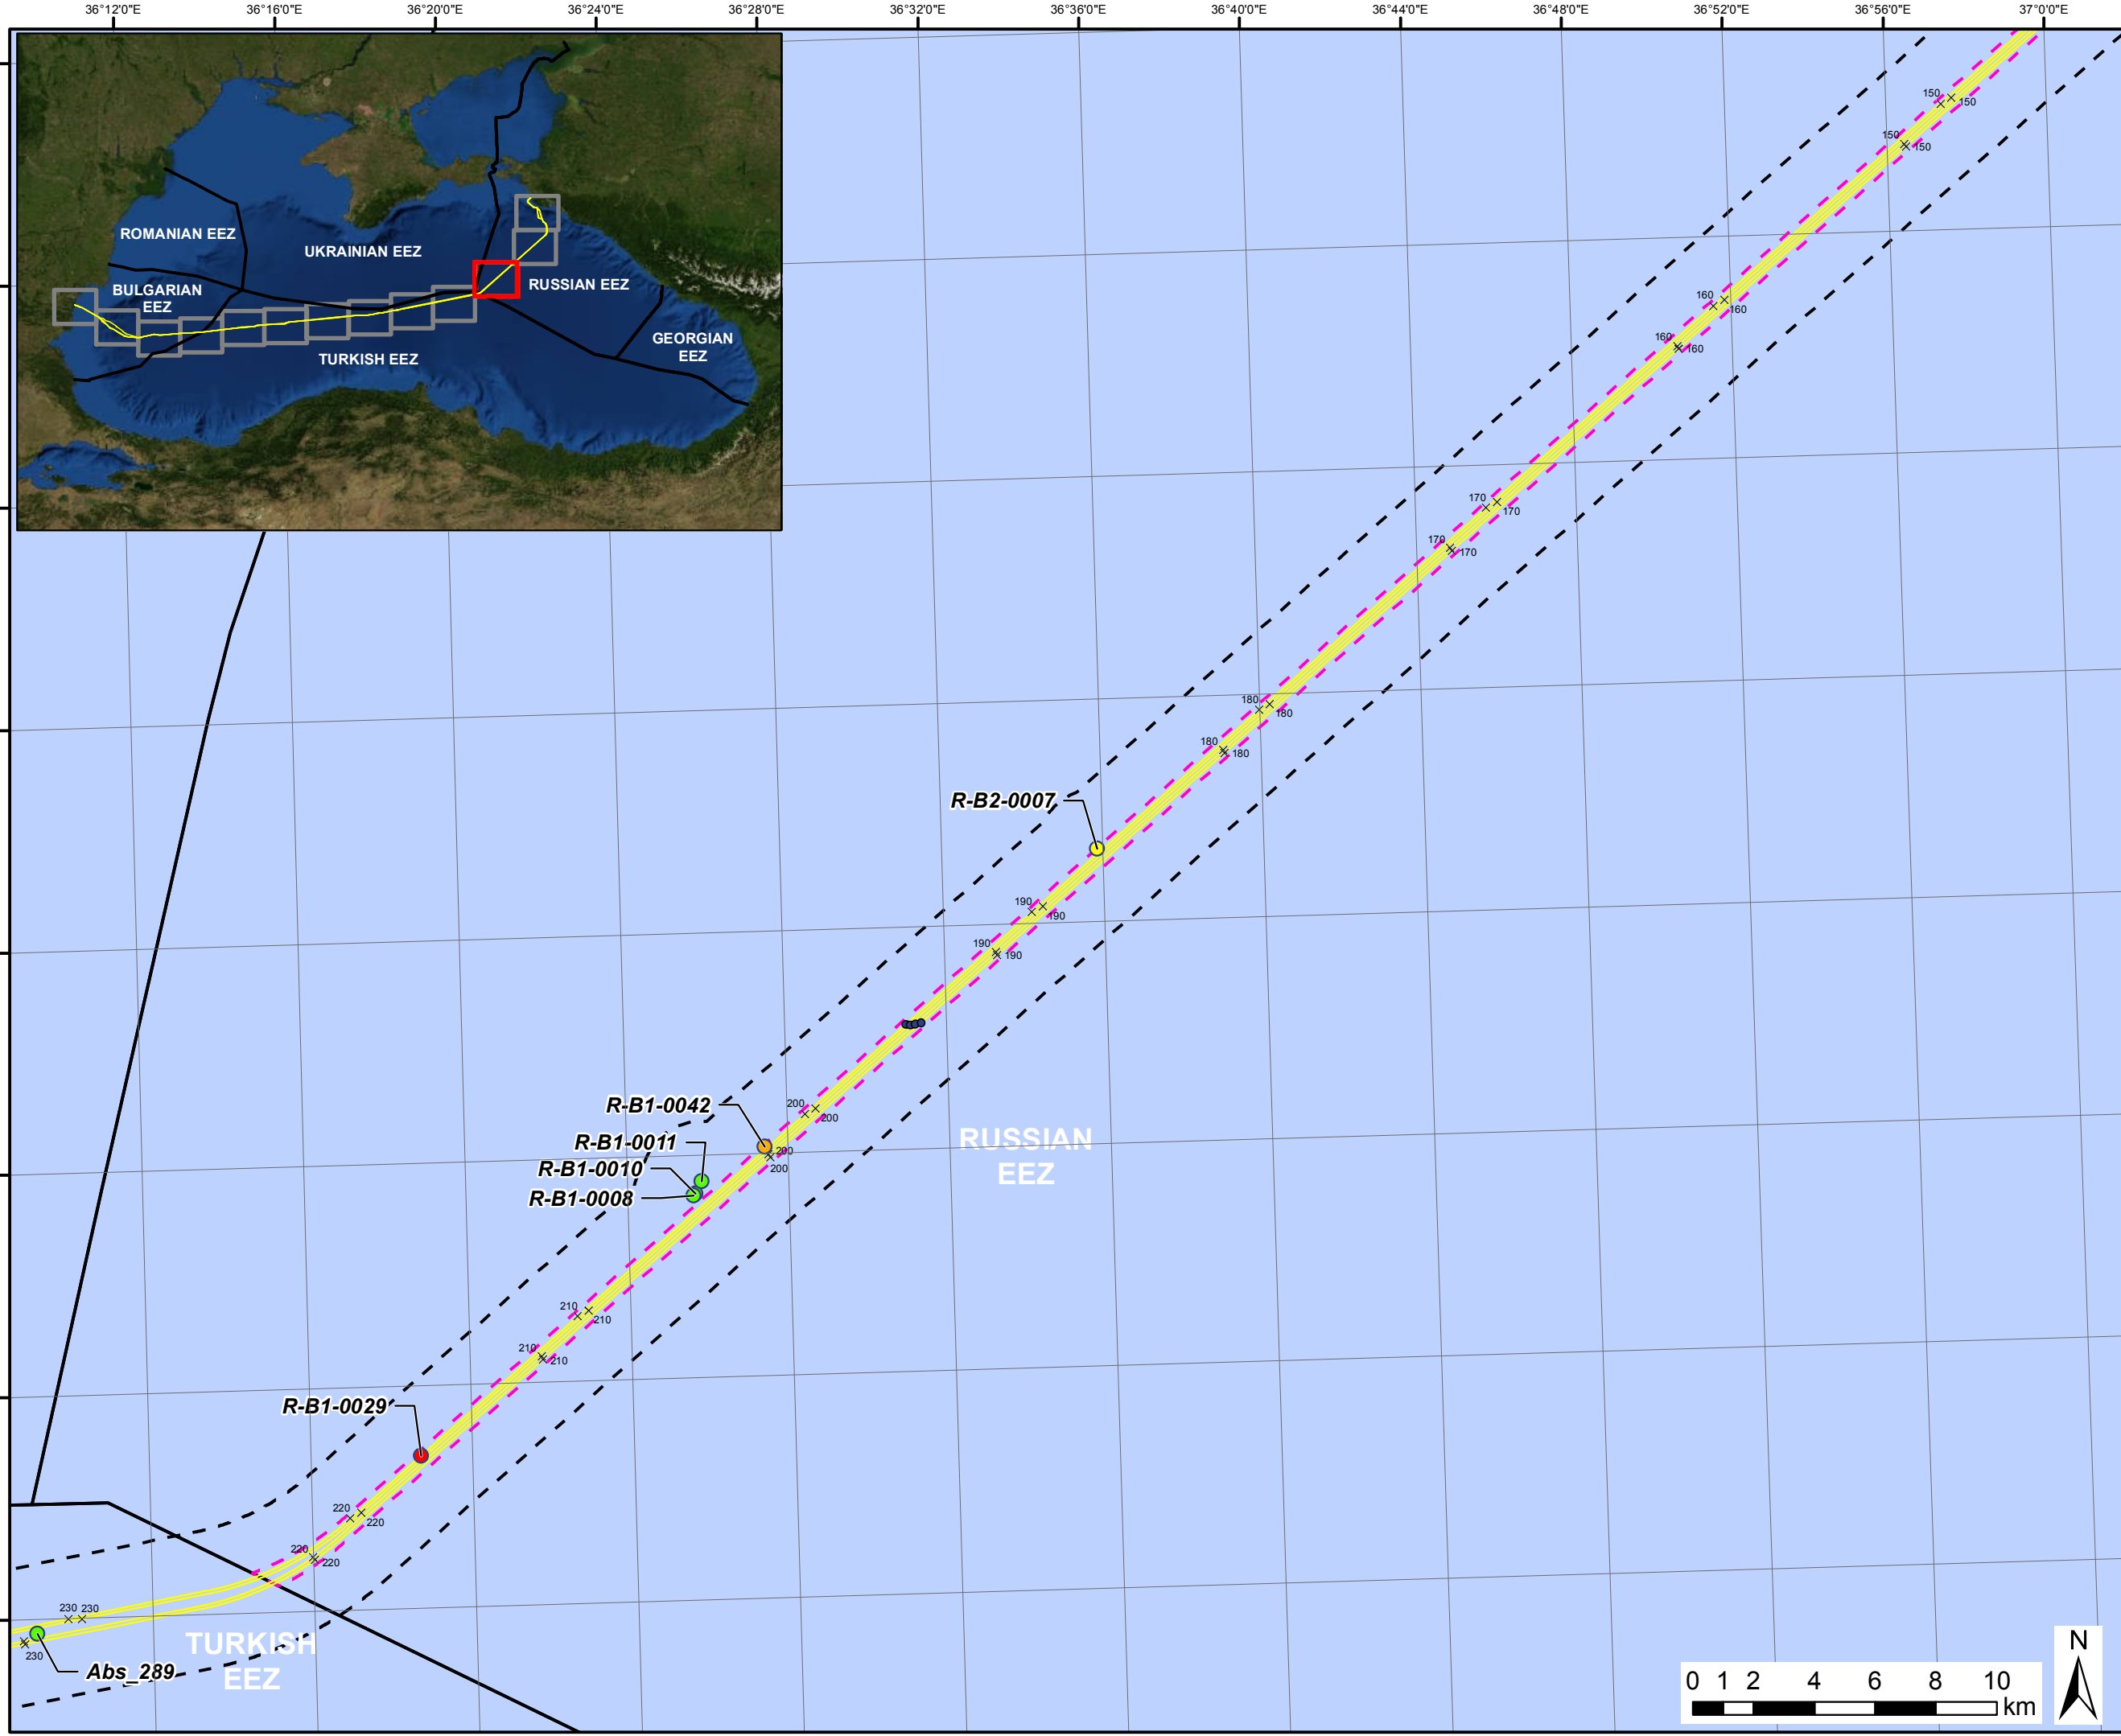 36°12'0"E 36°16'0"E 36°20'0"E 36°24'0"E 36°28'0"E 36°32'0"E 36°36'0"E 36°40'0"E 36°44'0"E 36°48'0"E 36°52'0"E 36°56'0"E 37°0'0"E
ROMANIAN EEZ
UKRAINIAN EEZ
BULGARIAN
EEZ
RUSSIAN EEZ
TURKISH EEZ
GEORGIAN
EEZ
150
150
150
150
160
160
160
160
170
170
170
170
180
180
180
180
R-B2-0007
190
190
190
190
R-B1-0042
200
200
200
200
R-B1-0011
R-B1-0010
R-B1-0008
RUSSIAN
EEZ
210
210
210
210
R-B1-0029
220
220
220
220
230 230
230
TURKISH
EEZ
Abs_289
N
0 1 2 4 6 8 10
km